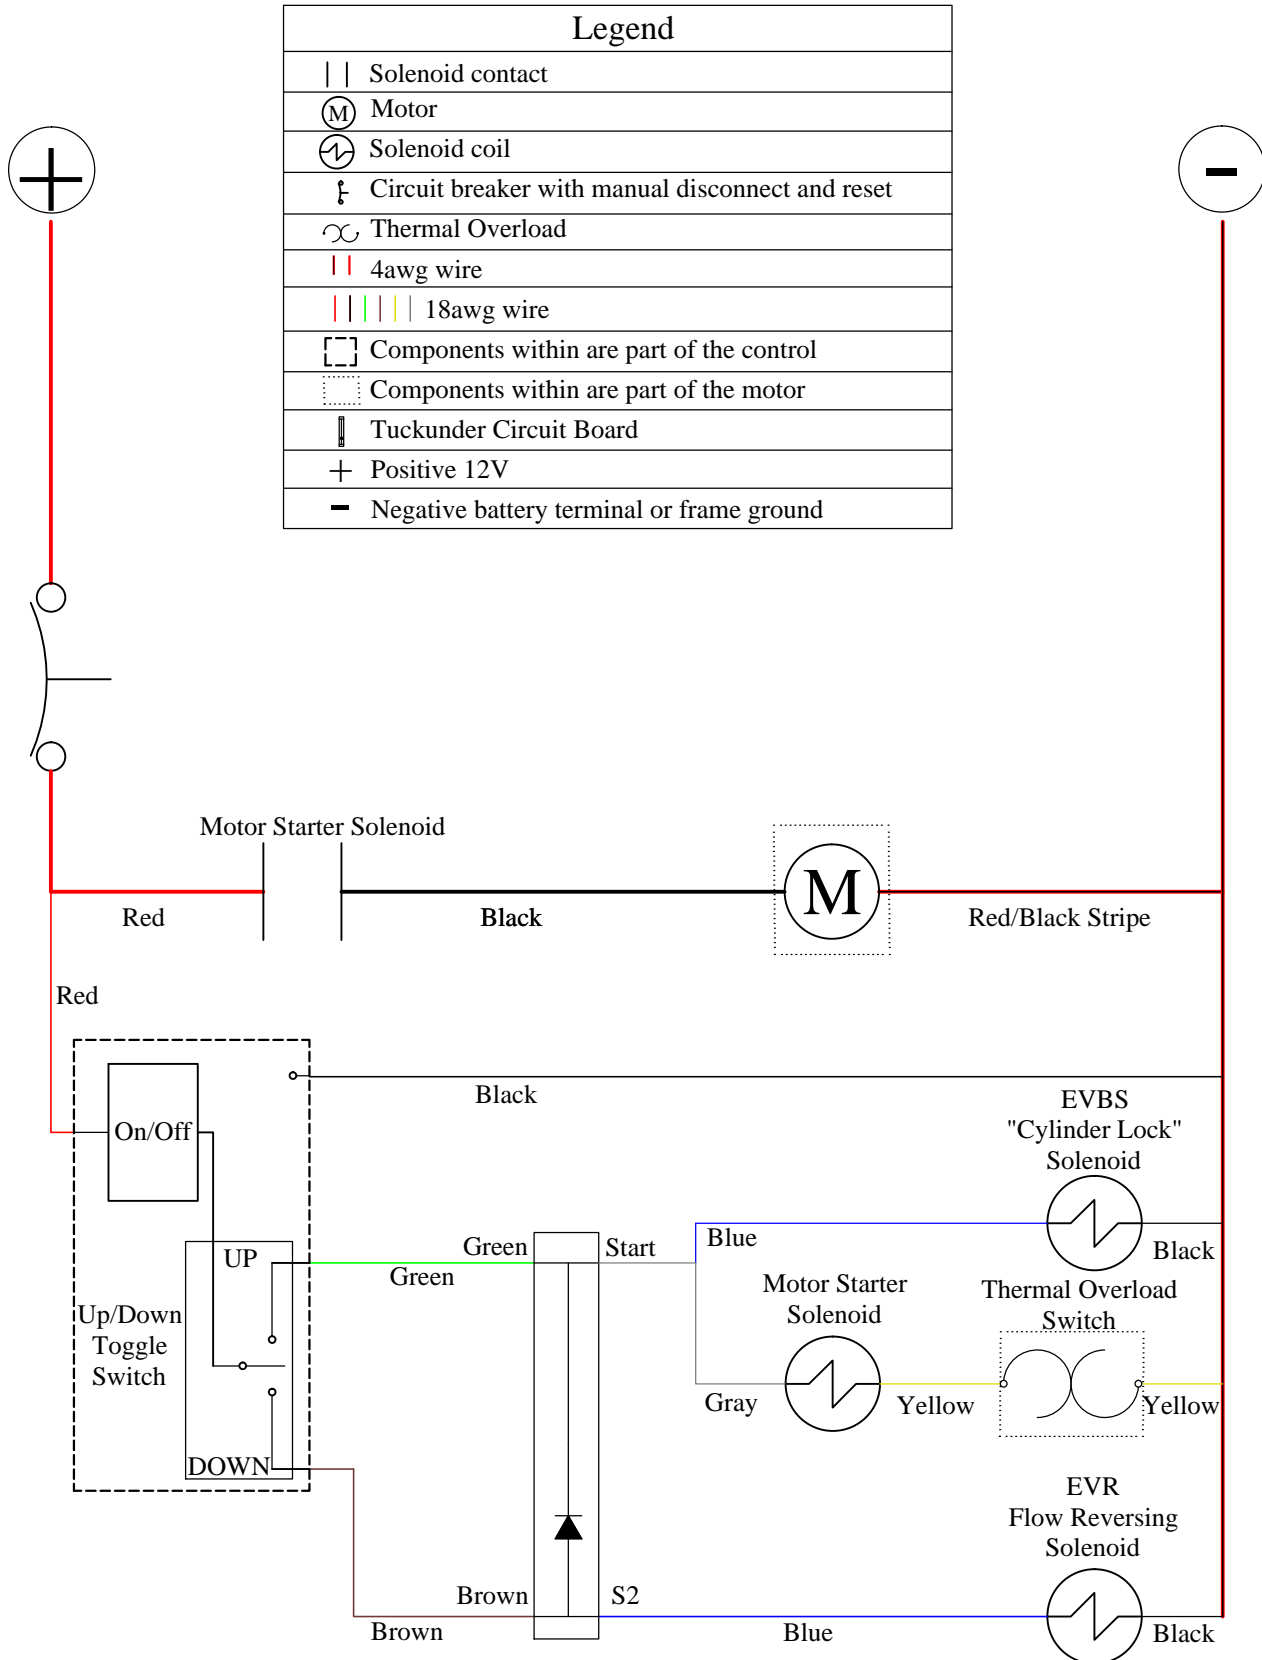 Legend
Solenoid contact
M Motor
Solenoid coil
Circuit breaker with manual disconnect and reset
Thermal Overload
4awg wire
18awg wire
Components within are part of the control
Components within are part of the motor
Tuckunder Circuit Board
+ Positive 12V
- Negative battery terminal or frame ground
+
-
Motor Starter Solenoid
M
Red
Black
Red/Black Stripe
Red
On/Off
Black
EVBS
"Cylinder Lock"
Solenoid
UP
Green
Green
Start
Blue
Black
Up/Down
Toggle
Switch
Motor Starter
Solenoid
Thermal Overload
Switch
Gray
Yellow
Yellow
DOWN
EVR
Flow Reversing
Solenoid
Brown
Brown
S2
Blue
Black